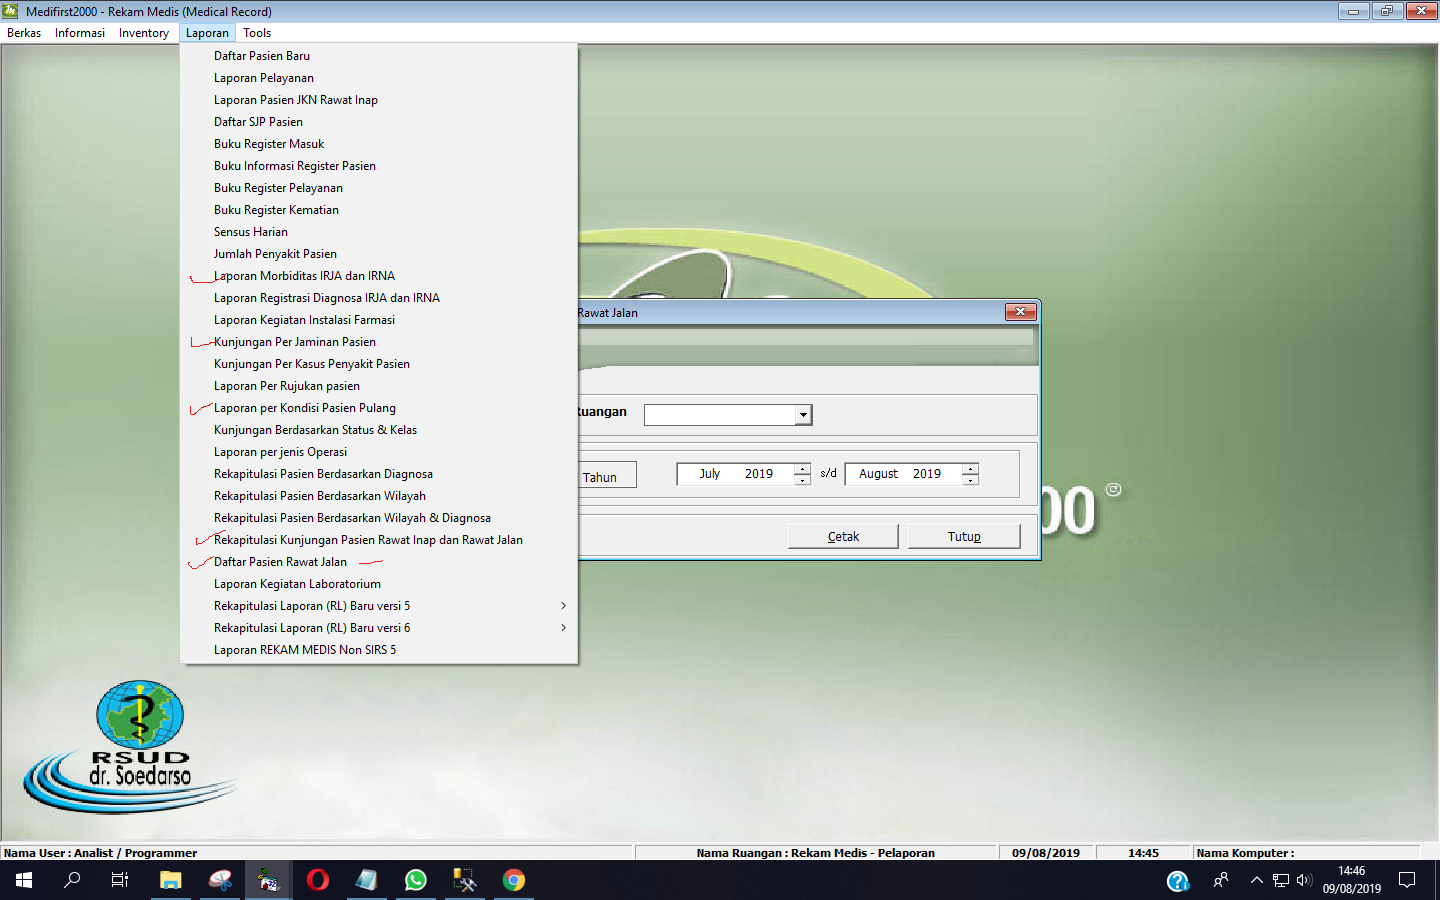 Medifirst2000 - Rekam Medis (Medical Record)
Berkas Informasi Inventory Laporan Tools
Daftar Pasien Baru
Laporan Pelayanan
Laporan Pasien JKN Rawat Inap
Daftar SJP Pasien
Buku Register Masuk
Buku Informasi Register Pasien
Buku Register Pelayanan
Buku Register Kematian
Sensus Harian
Jumlah Penyakit Pasien
Laporan Morbiditas IRJA dan IRNA
Laporan Registrasi Diagnosa IRJA dan IRNA
Laporan Kegiatan Instalasi Farmasi
Kunjungan Per Jaminan Pasien
Kunjungan Per Kasus Penyakit Pasien
Laporan Per Rujukan pasien
Laporan per Kondisi Pasien Pulang
Kunjungan Berdasarkan Status & Kelas
Laporan per jenis Operasi
Rekapitulasi Pasien Berdasarkan Diagnosa
Rekapitulasi Pasien Berdasarkan Wilayah
Rekapitulasi Pasien Berdasarkan Wilayah & Diagnosa
Rekapitulasi Kunjungan Pasien Rawat Inap dan Rawat Jalan
Daftar Pasien Rawat Jalan
Laporan Kegiatan Laboratorium
Rekapitulasi Laporan (RL) Baru versi 5
Rekapitulasi Laporan (RL) Baru versi 6
Laporan REKAM MEDIS Non SIRS 5
Rawat Jalan
Ruangan
Tahun July 2019 s/d August 2019
Cetak Tutup
00 ©
RSUD
dr. Soedarso
Nama User : Analist / Programmer Nama Ruangan : Rekam Medis - Pelaporan 09/08/2019 14:45 Nama Komputer :
14:46
09/08/2019